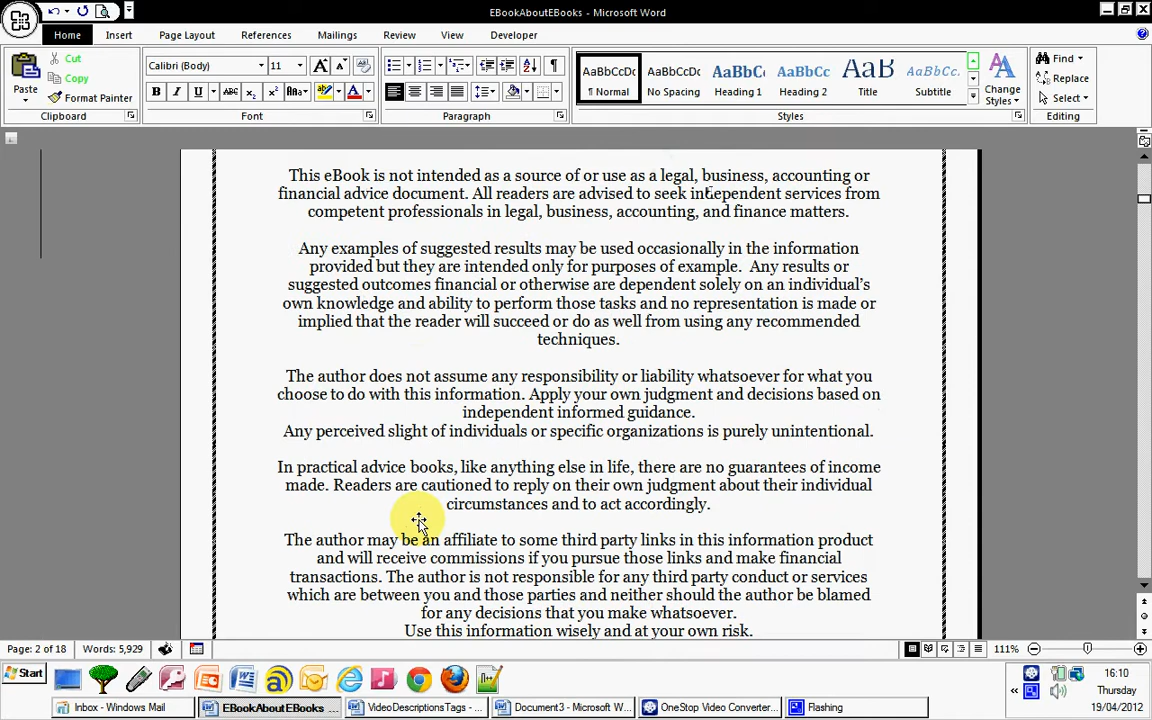 EBookAboutEBooks - Microsoft Word
Home Insert Page Layout References Mailings Review View Developer
Paste
Cut
Copy
Format Painter
Clipboard
Calibri (Body) 11
B I U ABC x₂ x² Aa
Font
Paragraph
AaBbCcDc AaBbCcDc AaBbC AaBbCc AaB AaBbCc.
¶ Normal No Spacing Heading 1 Heading 2 Title Subtitle
Change
Styles
Styles
Find
Replace
Select
Editing
This eBook is not intended as a source of or use as a legal, business, accounting or
financial advice document. All readers are advised to seek independent services from
competent professionals in legal, business, accounting, and finance matters.
Any examples of suggested results may be used occasionally in the information
provided but they are intended only for purposes of example. Any results or
suggested outcomes financial or otherwise are dependent solely on an individual's
own knowledge and ability to perform those tasks and no representation is made or
implied that the reader will succeed or do as well from using any recommended
techniques.
The author does not assume any responsibility or liability whatsoever for what you
choose to do with this information. Apply your own judgment and decisions based on
independent informed guidance.
Any perceived slight of individuals or specific organizations is purely unintentional.
In practical advice books, like anything else in life, there are no guarantees of income
made. Readers are cautioned to reply on their own judgment about their individual
circumstances and to act accordingly.
The author may be an affiliate to some third party links in this information product
and will receive commissions if you pursue those links and make financial
transactions. The author is not responsible for any third party conduct or services
which are between you and those parties and neither should the author be blamed
for any decisions that you make whatsoever.
Use this information wisely and at your own risk.
Page: 2 of 18 Words: 5,929 111%
Start
Inbox - Windows Mail EBookAboutEBooks ... VideoDescriptionsTags - ... Document3 - Microsoft W... OneStop Video Converter... Flashing
16:10
Thursday
19/04/2012